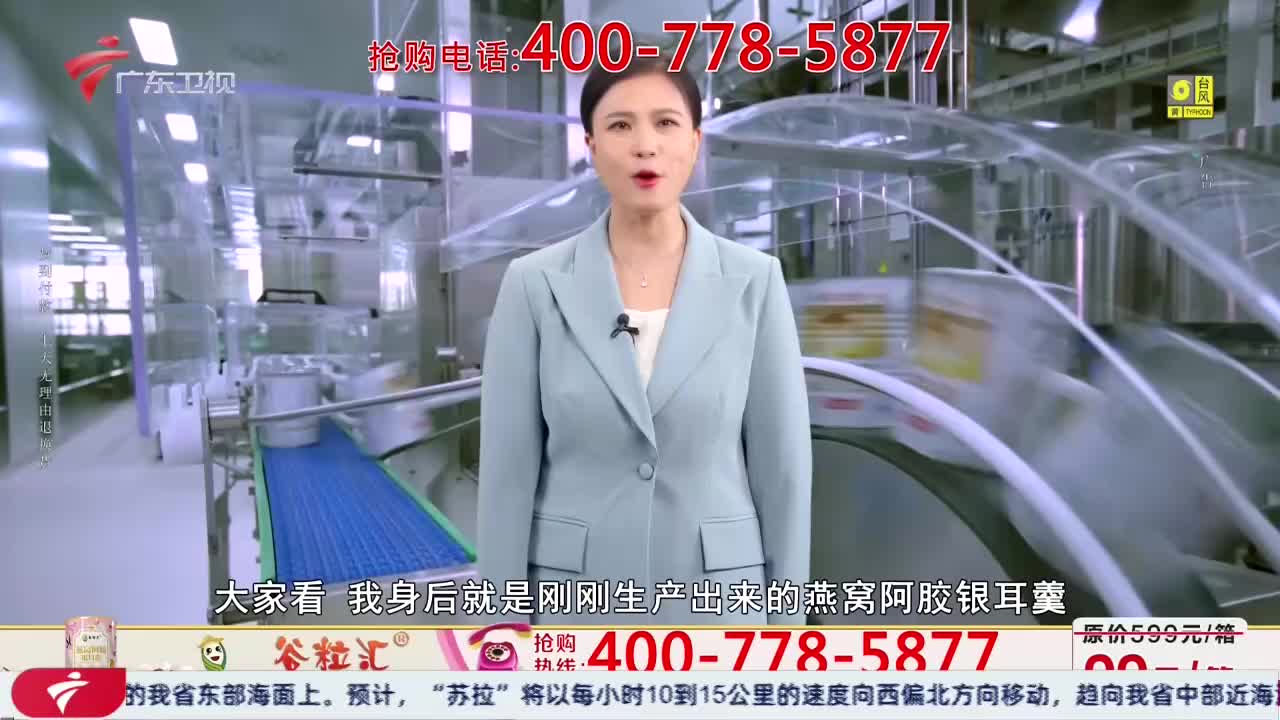 抢购电话:400-778-5877
广东卫视
台风
黄 TYPHOON
广告
大家看 我身后就是刚刚生产出来的燕窝阿胶银耳羹
谷粒汇®
抢购
热线:400-778-5877
原价599元/箱
的我省东部海面上。预计，“苏拉”将以每小时10到15公里的速度向西偏北方向移动，趋向我省中部近海